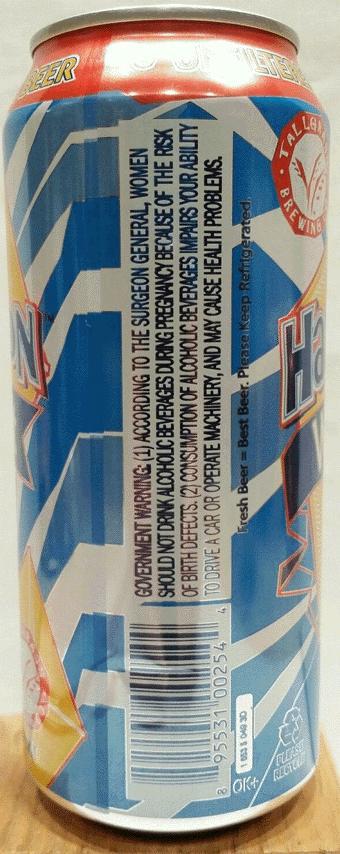 BEER
GOVERNMENT WARNING: (1) ACCORDING TO THE SURGEON GENERAL, WOMEN
SHOULD NOT DRINK ALCOHOLIC BEVERAGES DURING PREGNANCY BECAUSE OF THE RISK
OF BIRTH DEFECTS. (2) CONSUMPTION OF ALCOHOLIC BEVERAGES IMPAIRS YOUR ABILITY
TO DRIVE A CAR OR OPERATE MACHINERY, AND MAY CAUSE HEALTH PROBLEMS.
Fresh Beer = Best Beer. Please Keep Refrigerated.
8 95531 00254 4
OK+
PLEASE
RECYCLE